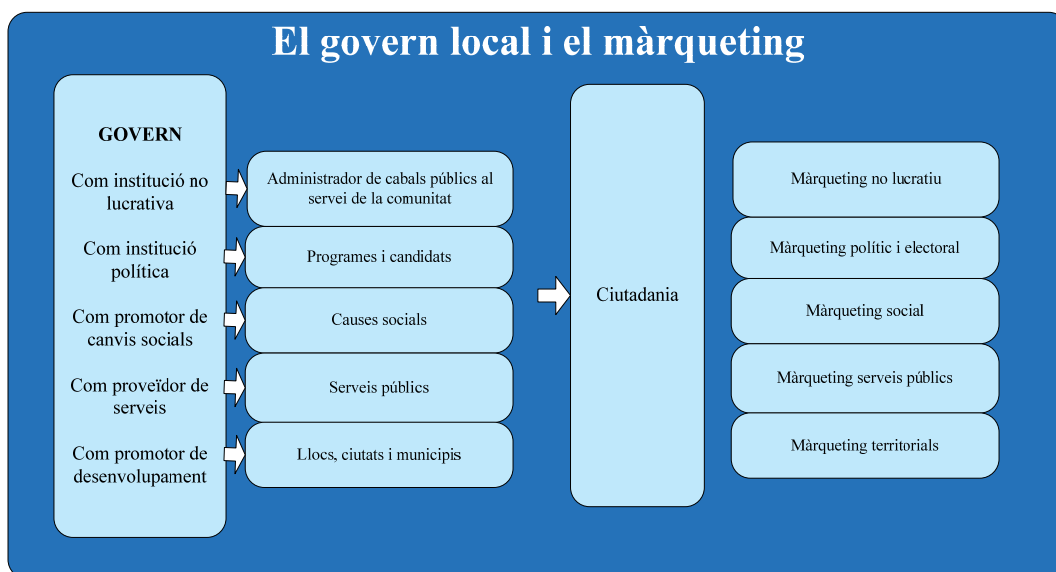 El govern local i el màrqueting
GOVERN
Com institució no
lucrativa
Com institució
política
Com promotor de
canvis socials
Com proveïdor de
serveis
Com promotor de
desenvolupament
Administrador de cabals públics al
servei de la comunitat
Programes i candidats
Causes socials
Serveis públics
Llocs, ciutats i municipis
Ciutadania
Màrqueting no lucratiu
Màrqueting polític i electoral
Màrqueting social
Màrqueting serveis públics
Màrqueting territorials